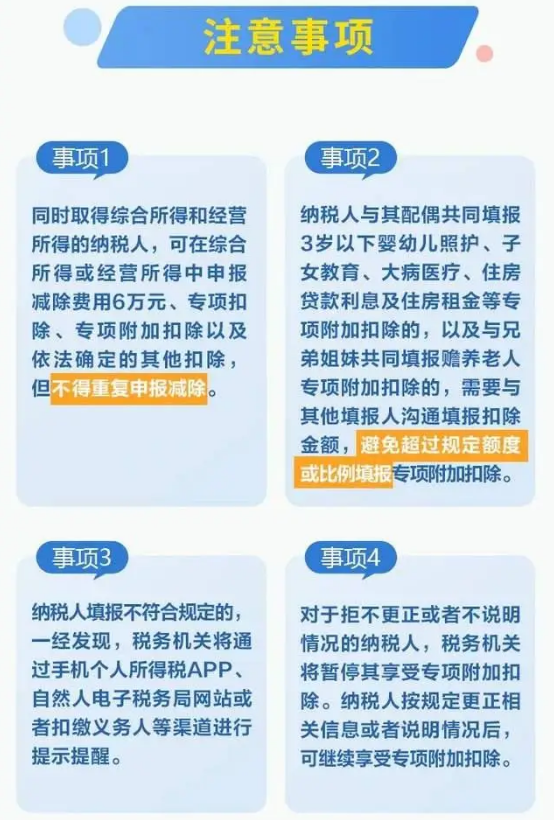 注意事项
事项1
同时取得综合所得和经营
所得的纳税人，可在综合
所得或经营所得中申报
减除费用6万元、专项扣
除、专项附加扣除以及
依法确定的其他扣除，
但不得重复申报减除。
事项2
纳税人与其配偶共同填报
3岁以下婴幼儿照护、子
女教育、大病医疗、住房
贷款利息及住房租金等专
项附加扣除的，以及与兄
弟姐妹共同填报赡养老人
专项附加扣除的，需要与
其他填报人沟通填报扣除
金额，避免超过规定额度
或比例填报专项附加扣除。
事项3
纳税人填报不符合规定的，
一经发现，税务机关将通
过手机个人所得税APP、
自然人电子税务局网站或
者扣缴义务人等渠道进行
提示提醒。
事项4
对于拒不更正或者不说明
情况的纳税人，税务机关
将暂停其享受专项附加扣
除。纳税人按规定更正相
关信息或者说明情况后，
可继续享受专项附加扣除。